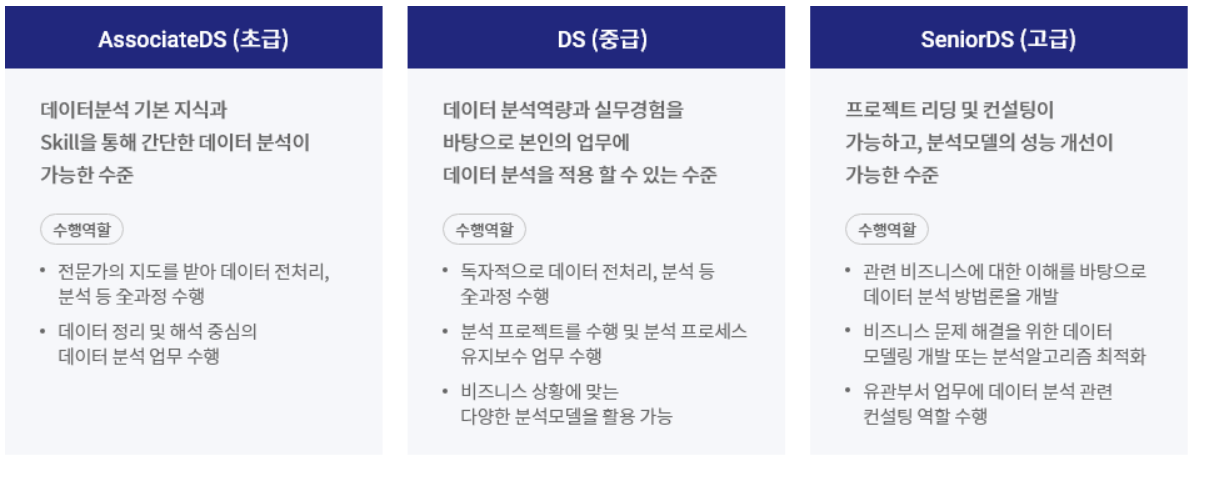 AssociateDS (초급)
데이터분석 기본 지식과
Skill을 통해 간단한 데이터 분석이
가능한 수준
수행역할
• 전문가의 지도를 받아 데이터 전처리,
분석 등 全과정 수행
• 데이터 정리 및 해석 중심의
데이터 분석 업무 수행
DS (중급)
데이터 분석역량과 실무경험을
바탕으로 본인의 업무에
데이터 분석을 적용 할 수 있는 수준
수행역할
• 독자적으로 데이터 전처리, 분석 등
全과정 수행
• 분석 프로젝트를 수행 및 분석 프로세스
유지보수 업무 수행
• 비즈니스 상황에 맞는
다양한 분석모델을 활용 가능
SeniorDS (고급)
프로젝트 리딩 및 컨설팅이
가능하고, 분석모델의 성능 개선이
가능한 수준
수행역할
• 관련 비즈니스에 대한 이해를 바탕으로
데이터 분석 방법론을 개발
• 비즈니스 문제 해결을 위한 데이터
모델링 개발 또는 분석알고리즘 최적화
• 유관부서 업무에 데이터 분석 관련
컨설팅 역할 수행